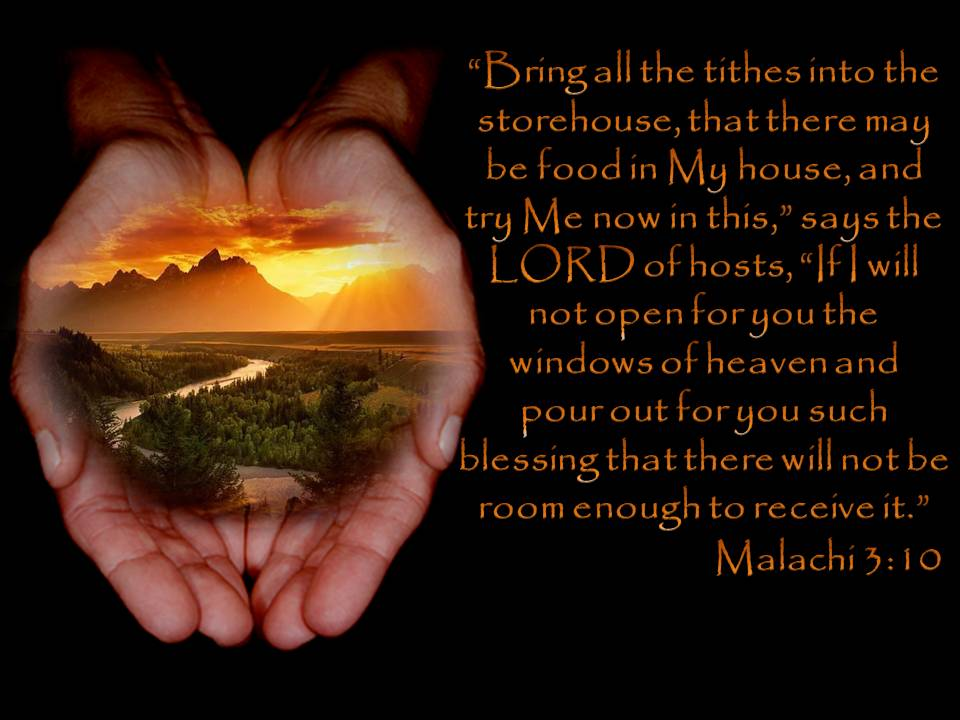 “Bring all the tithes into the
storehouse, that there may
be food in My house, and
try Me now in this,” says the
LORD of hosts, “If I will
not open for you the
windows of heaven and
pour out for you such
blessing that there will not be
room enough to receive it.”
Malachi 3:10